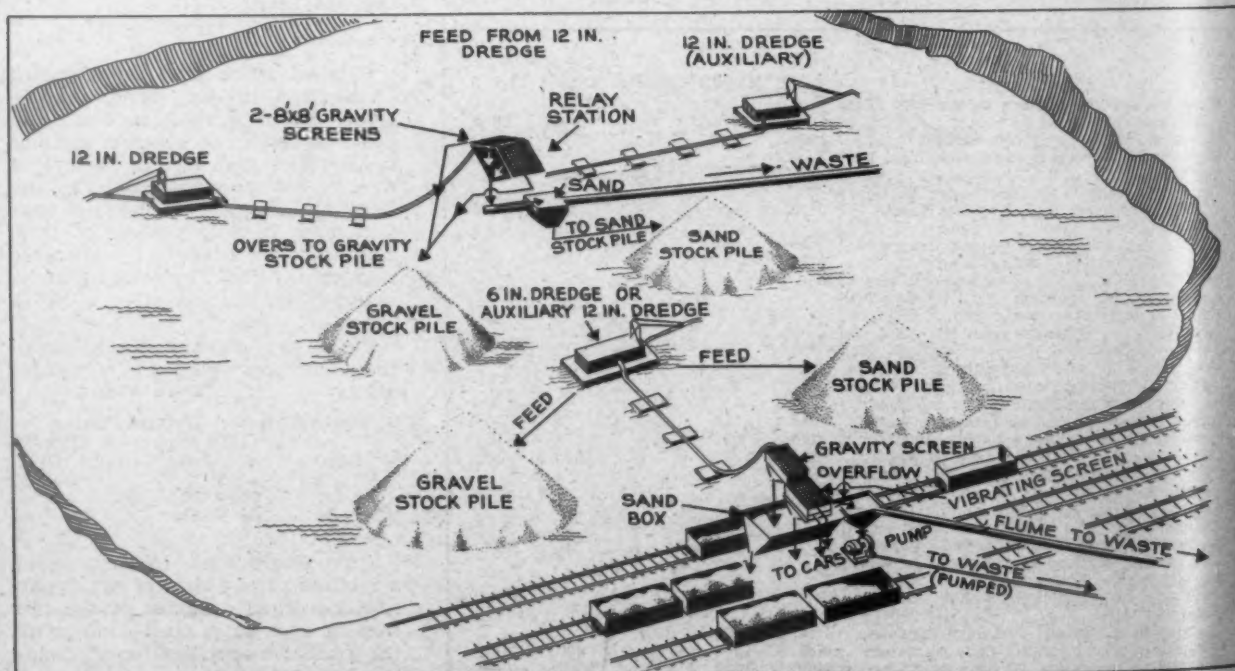 FEED FROM 12 IN.
DREDGE
12 IN. DREDGE
(AUXILIARY)
2-8'x8' GRAVITY
SCREENS
RELAY
STATION
12 IN. DREDGE
WASTE
SAND
TO SAND
STOCK PILE
OVERS TO GRAVITY
STOCK PILE
SAND
STOCK PILE
GRAVEL
STOCK PILE
6 IN. DREDGE OR
AUXILIARY 12 IN. DREDGE
FEED
SAND
STOCK PILE
FEED
GRAVEL
STOCK PILE
GRAVITY SCREEN
OVERFLOW
VIBRATING SCREEN
SAND
BOX
FLUME TO WASTE
PUMP
TO CARS
TO WASTE
(PUMPED)